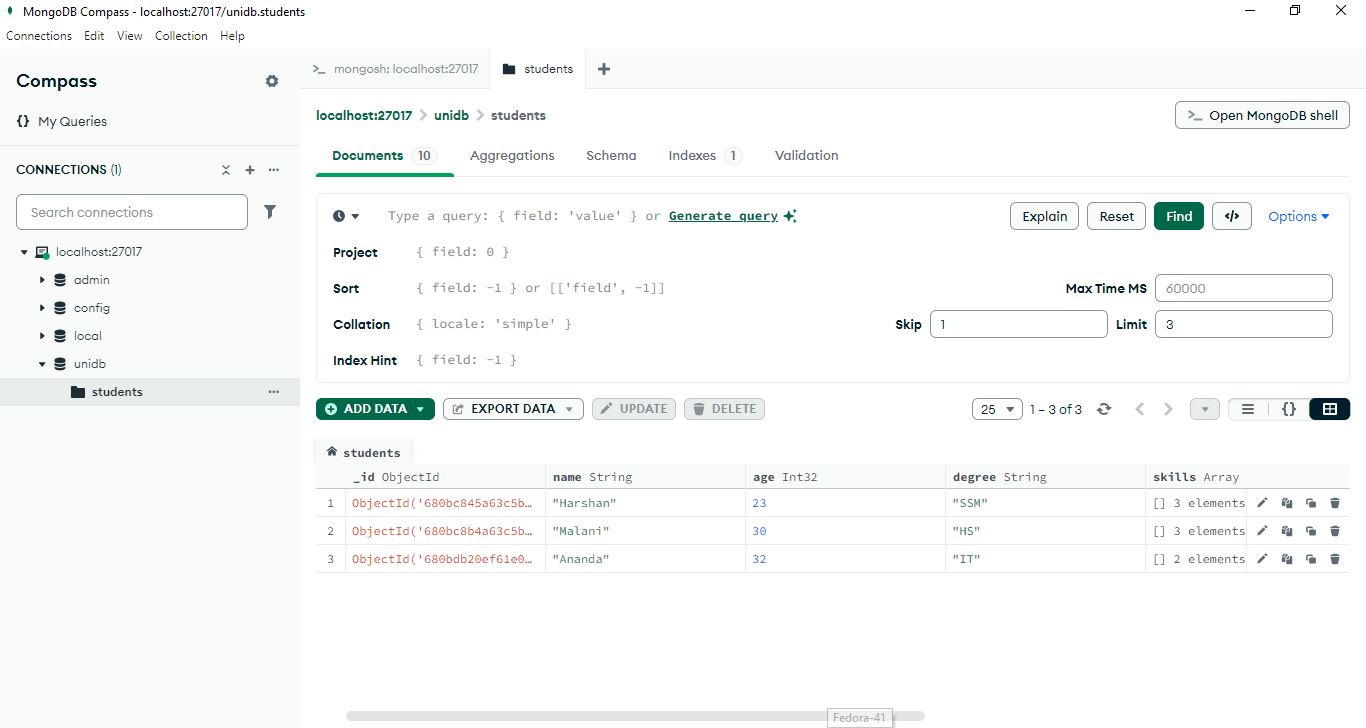 MongoDB Compass - localhost:27017/unidb.students
Connections Edit View Collection Help
Compass
My Queries
CONNECTIONS (1)
Search connections
localhost:27017
admin
config
local
unidb
students
mongosh: localhost:27017 students
localhost:27017 > unidb > students
>_ Open MongoDB shell
Documents 10 Aggregations Schema Indexes 1 Validation
Type a query: { field: 'value' } or Generate query
Explain Reset Find </> Options
Project { field: 0 }
Sort { field: -1 } or [['field', -1]]
Max Time MS 60000
Collation { locale: 'simple' }
Skip 1 Limit 3
Index Hint { field: -1 }
ADD DATA EXPORT DATA UPDATE DELETE
25 1 – 3 of 3 {}
students
_id ObjectId name String age Int32 degree String skills Array
1 ObjectId('680bc845a63c5b… "Harshan" 23 "SSM" [] 3 elements
2 ObjectId('680bc8b4a63c5b… "Malani" 30 "HS" [] 3 elements
3 ObjectId('680bdb20ef61e0… "Ananda" 32 "IT" [] 2 elements
Fedora-41